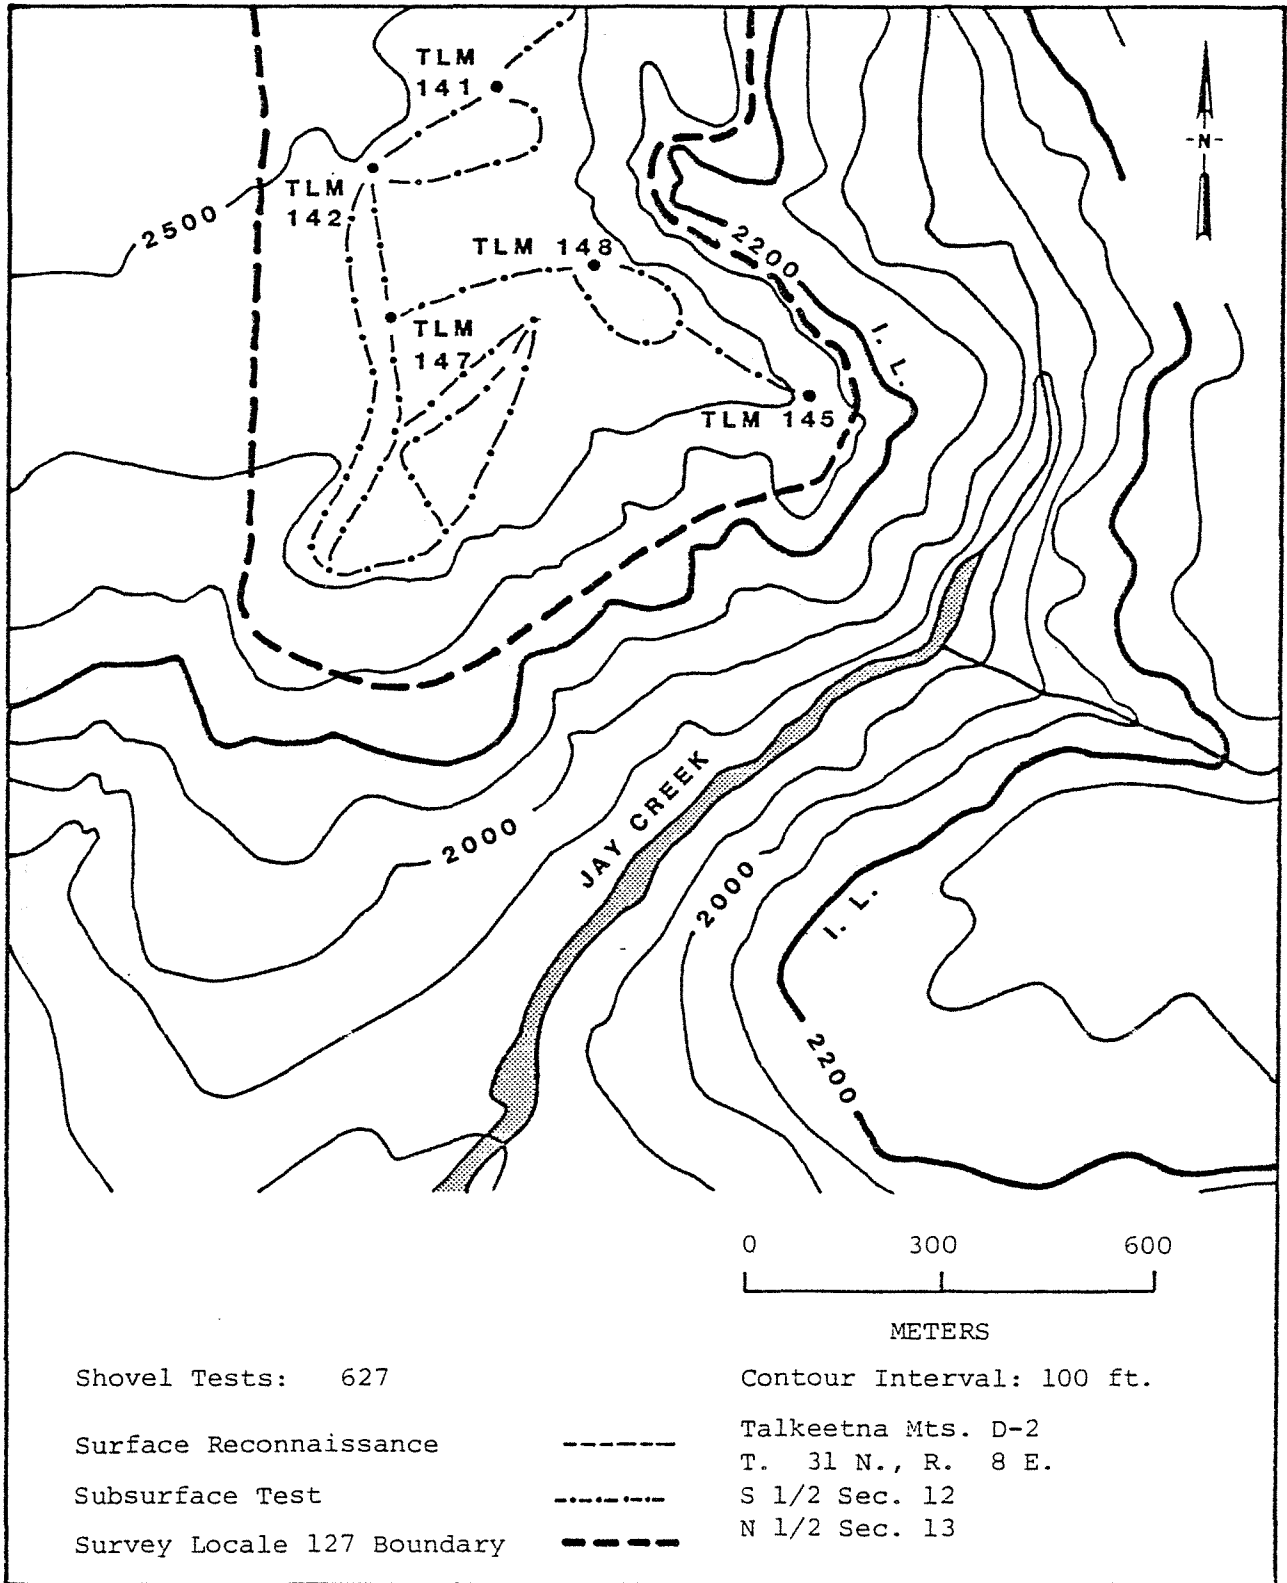 TLM
141
-N-
TLM
142
2500
TLM 148
2200
TLM
147
I. L.
TLM 145
JAY CREEK
2000
2000
I. L.
2200
0 300 600
METERS
Shovel Tests: 627
Contour Interval: 100 ft.
Surface Reconnaissance
Talkeetna Mts. D-2
T. 31 N., R. 8 E.
Subsurface Test
S 1/2 Sec. 12
N 1/2 Sec. 13
Survey Locale 127 Boundary